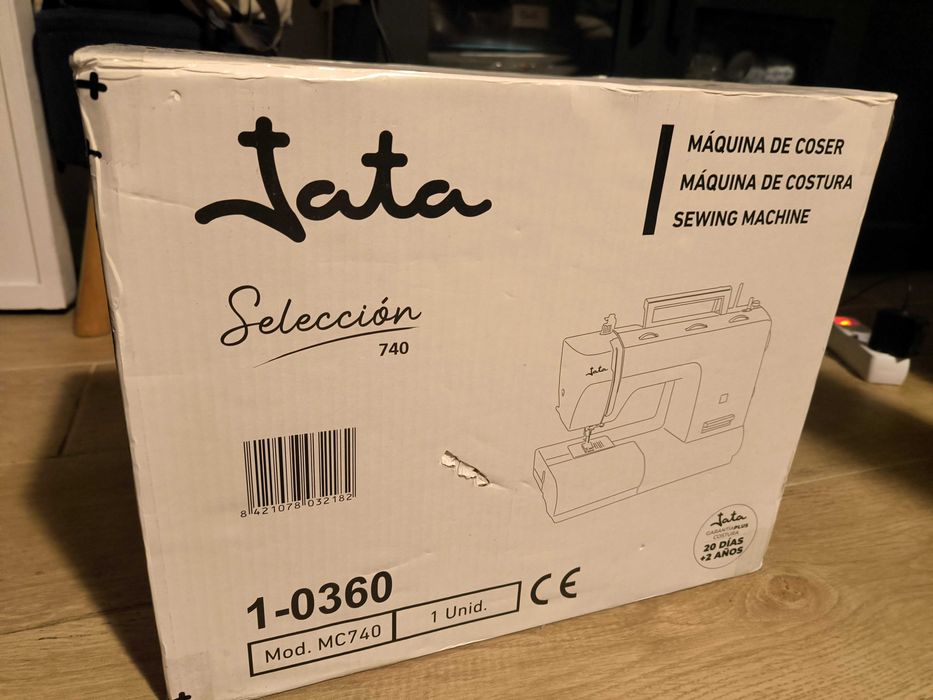 Jata
MÁQUINA DE COSER
MÁQUINA DE COSTURA
SEWING MACHINE
Selección
740
Jata
8 421078 032182
Jata
GARANTÍA PLUS
COSTURA
20 DÍAS
+2 AÑOS
1-0360
Mod. MC740
1 Unid.
CE